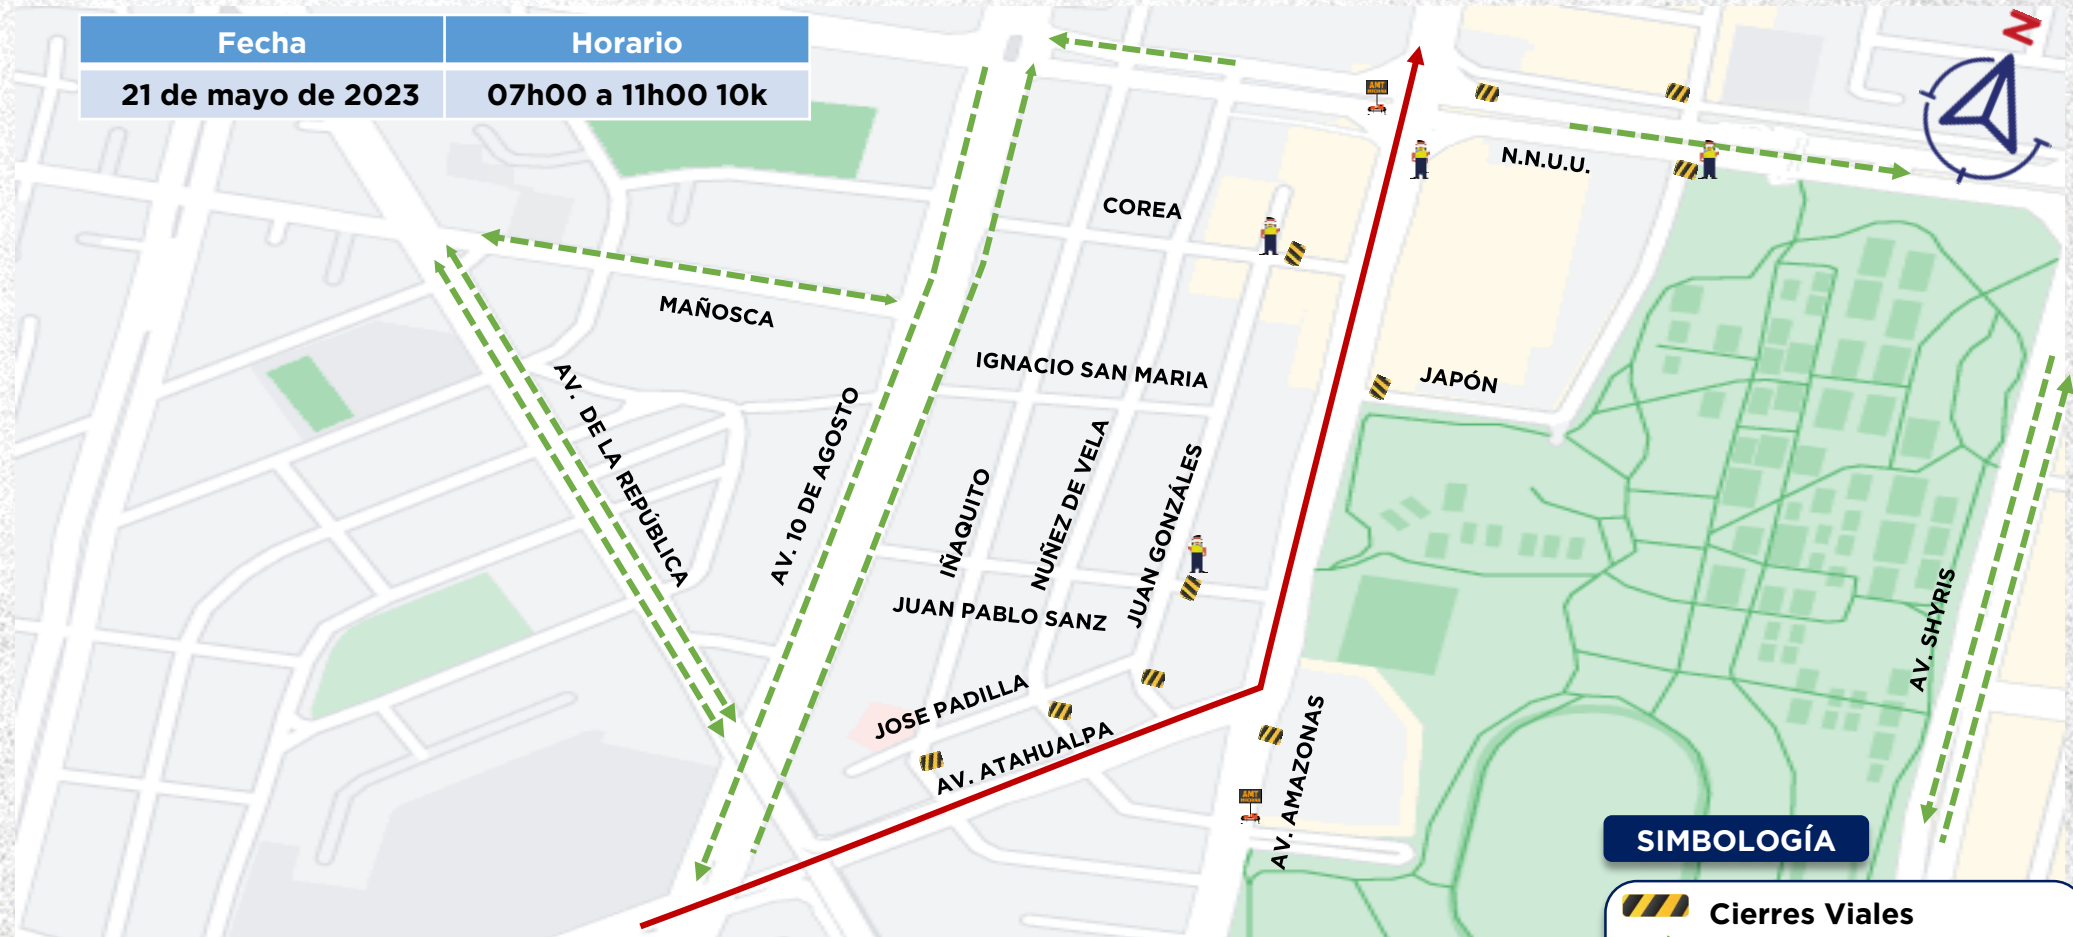 Fecha Horario
21 de mayo de 2023 07h00 a 11h00 10k
N
AMT
N.N.U.U.
COREA
MAÑOSCA
IGNACIO SAN MARIA
JAPÓN
AV. DE LA REPÚBLICA
AV. 10 DE AGOSTO
IÑAQUITO
NUÑEZ DE VELA
JUAN GONZÁLES
JUAN PABLO SANZ
AV. SHYRIS
JOSE PADILLA
AV. ATAHUALPA
AV. AMAZONAS
AMT
SIMBOLOGÍA
Cierres Viales